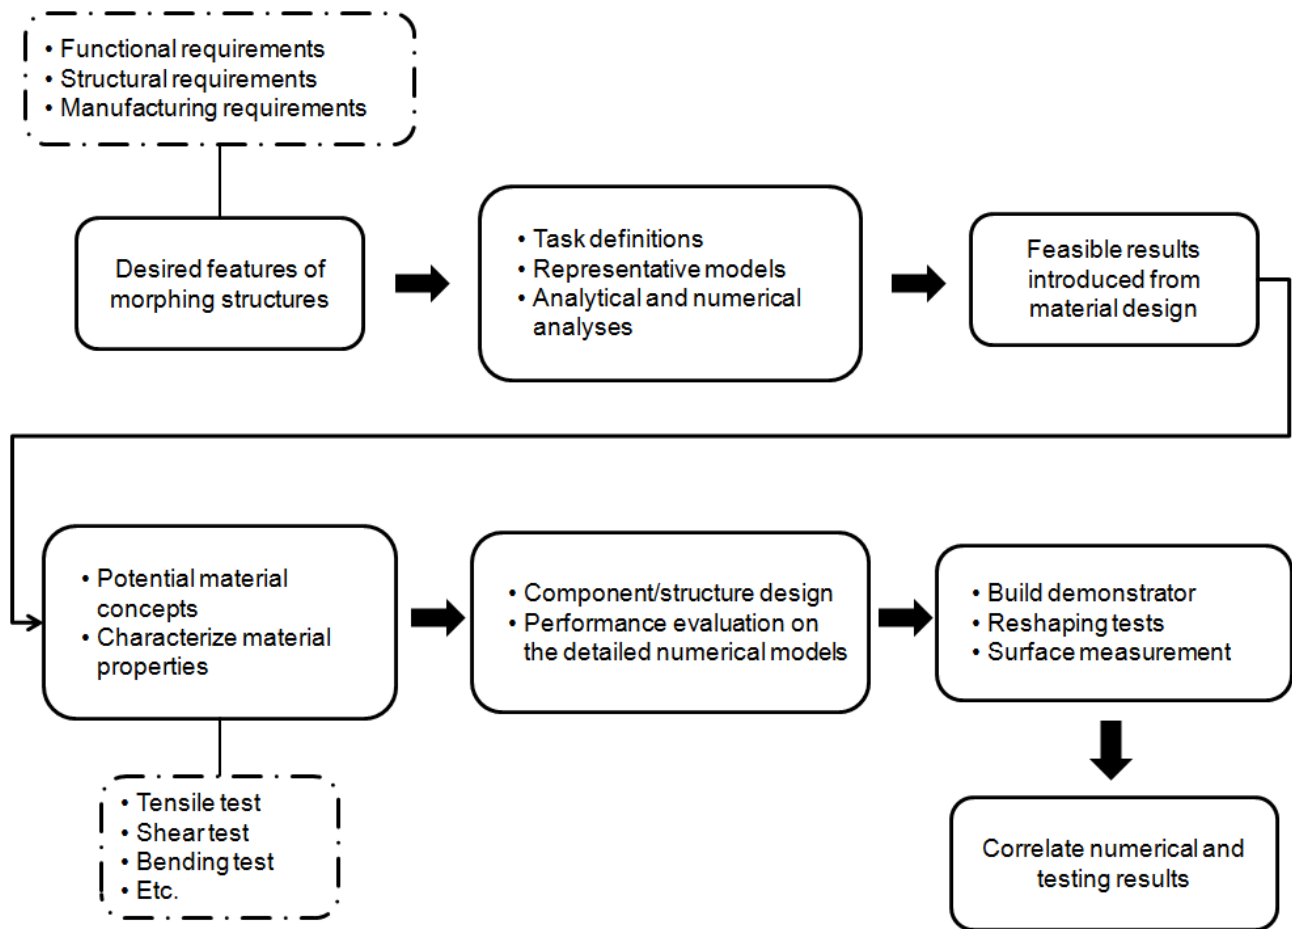 • Functional requirements
• Structural requirements
• Manufacturing requirements
Desired features of
morphing structures
• Task definitions
• Representative models
• Analytical and numerical
analyses
Feasible results
introduced from
material design
• Potential material
concepts
• Characterize material
properties
• Component/structure design
• Performance evaluation on
the detailed numerical models
• Build demonstrator
• Reshaping tests
• Surface measurement
• Tensile test
• Shear test
• Bending test
• Etc.
Correlate numerical and
testing results